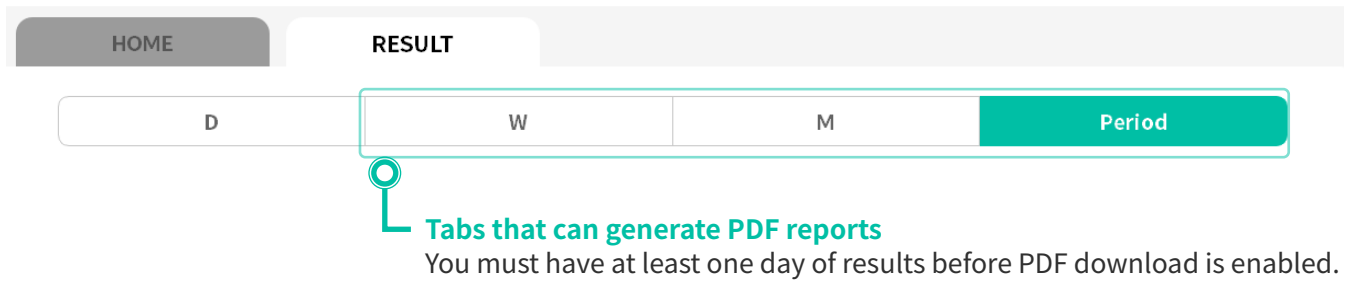 HOME RESULT
D W M Period
Tabs that can generate PDF reports
You must have at least one day of results before PDF download is enabled.